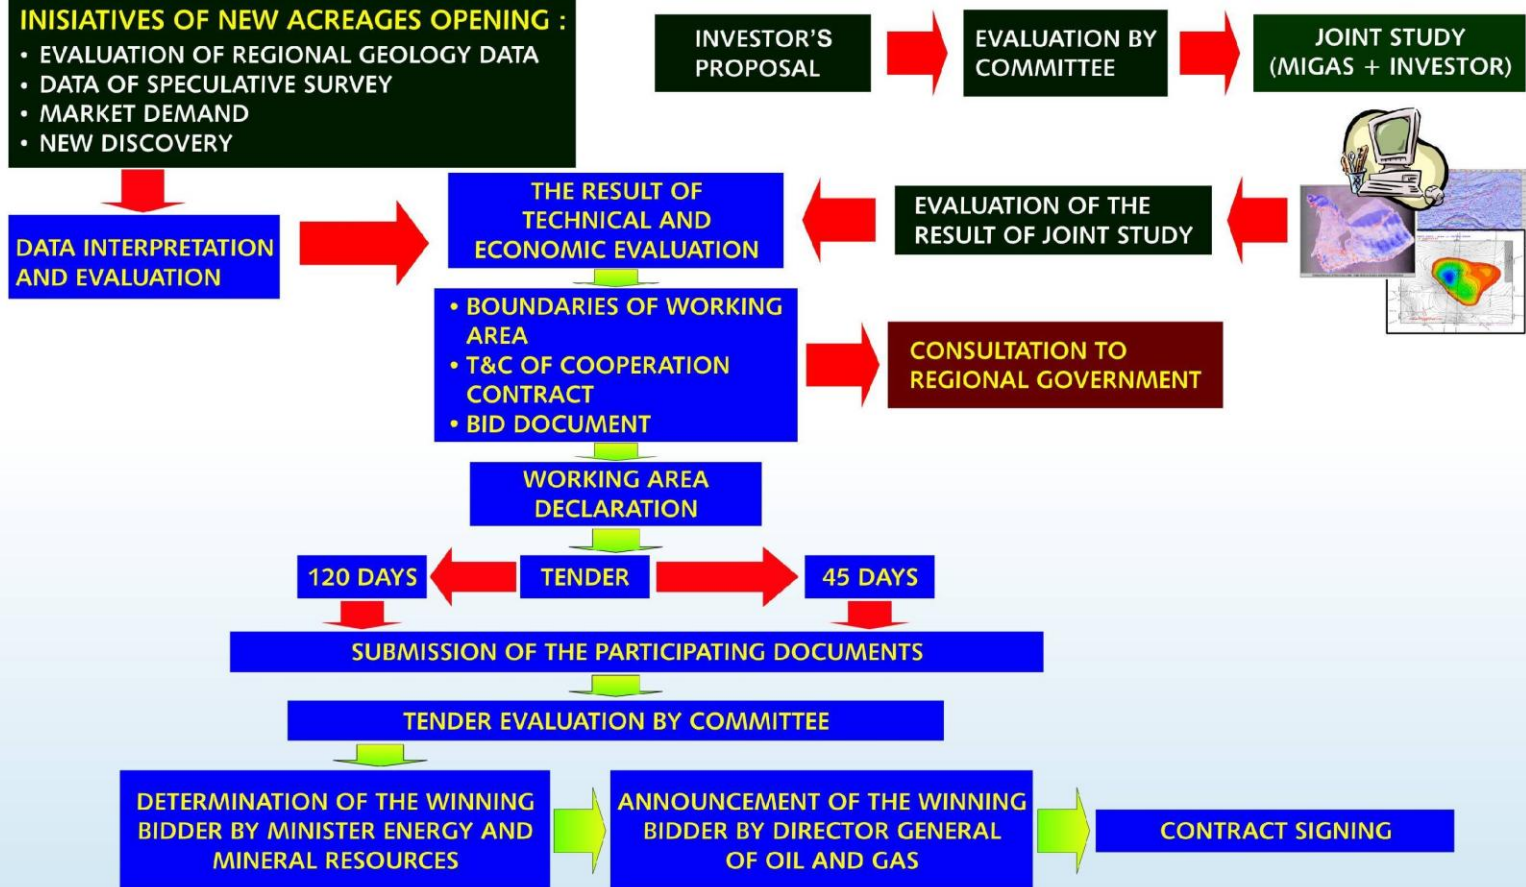 INISIATIVES OF NEW ACREAGES OPENING :
• EVALUATION OF REGIONAL GEOLOGY DATA
• DATA OF SPECULATIVE SURVEY
• MARKET DEMAND
• NEW DISCOVERY
INVESTOR'S
PROPOSAL
EVALUATION BY
COMMITTEE
JOINT STUDY
(MIGAS + INVESTOR)
DATA INTERPRETATION
AND EVALUATION
THE RESULT OF
TECHNICAL AND
ECONOMIC EVALUATION
EVALUATION OF THE
RESULT OF JOINT STUDY
• BOUNDARIES OF WORKING
AREA
• T&C OF COOPERATION
CONTRACT
• BID DOCUMENT
CONSULTATION TO
REGIONAL GOVERNMENT
WORKING AREA
DECLARATION
120 DAYS
TENDER
45 DAYS
SUBMISSION OF THE PARTICIPATING DOCUMENTS
TENDER EVALUATION BY COMMITTEE
DETERMINATION OF THE WINNING
BIDDER BY MINISTER ENERGY AND
MINERAL RESOURCES
ANNOUNCEMENT OF THE WINNING
BIDDER BY DIRECTOR GENERAL
OF OIL AND GAS
CONTRACT SIGNING